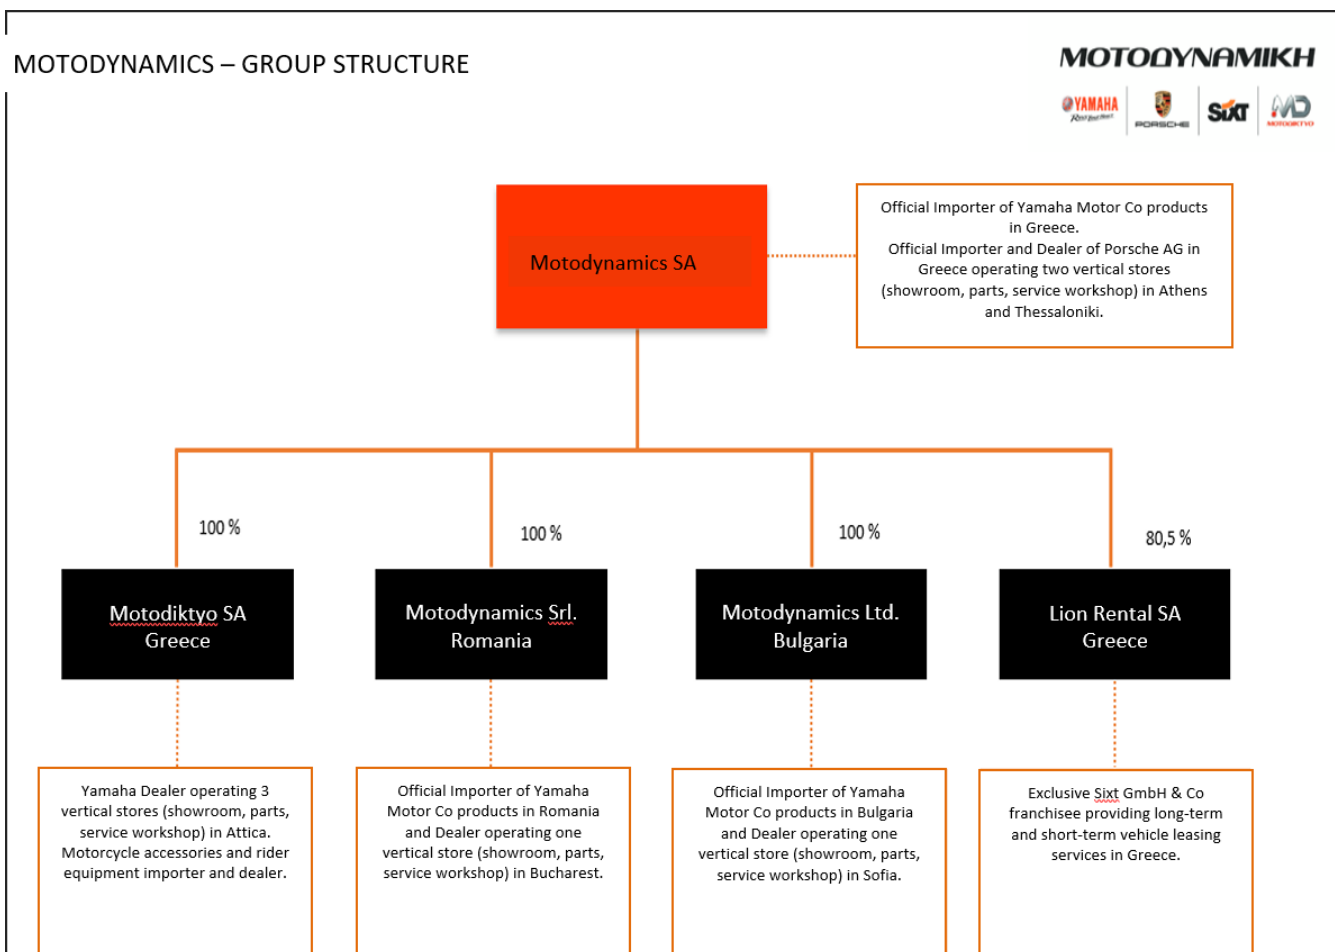 MOTODYNAMICS – GROUP STRUCTURE
ΜΟΤΟΔΥΝΑΜΙΚΗ
YAMAHA
PORSCHE
SIXT
MD
MOTODIKTYO
Motodynamics SA
Official Importer of Yamaha Motor Co products
in Greece.
Official Importer and Dealer of Porsche AG in
Greece operating two vertical stores
(showroom, parts, service workshop) in Athens
and Thessaloniki.
100 %
100 %
100 %
80,5 %
Motodiktyo SA
Greece
Motodynamics Srl.
Romania
Motodynamics Ltd.
Bulgaria
Lion Rental SA
Greece
Yamaha Dealer operating 3
vertical stores (showroom, parts,
service workshop) in Attica.
Motorcycle accessories and rider
equipment importer and dealer.
Official Importer of Yamaha
Motor Co products in Romania
and Dealer operating one
vertical store (showroom, parts,
service workshop) in Bucharest.
Official Importer of Yamaha
Motor Co products in Bulgaria
and Dealer operating one
vertical store (showroom, parts,
service workshop) in Sofia.
Exclusive Sixt GmbH & Co
franchisee providing long-term
and short-term vehicle leasing
services in Greece.